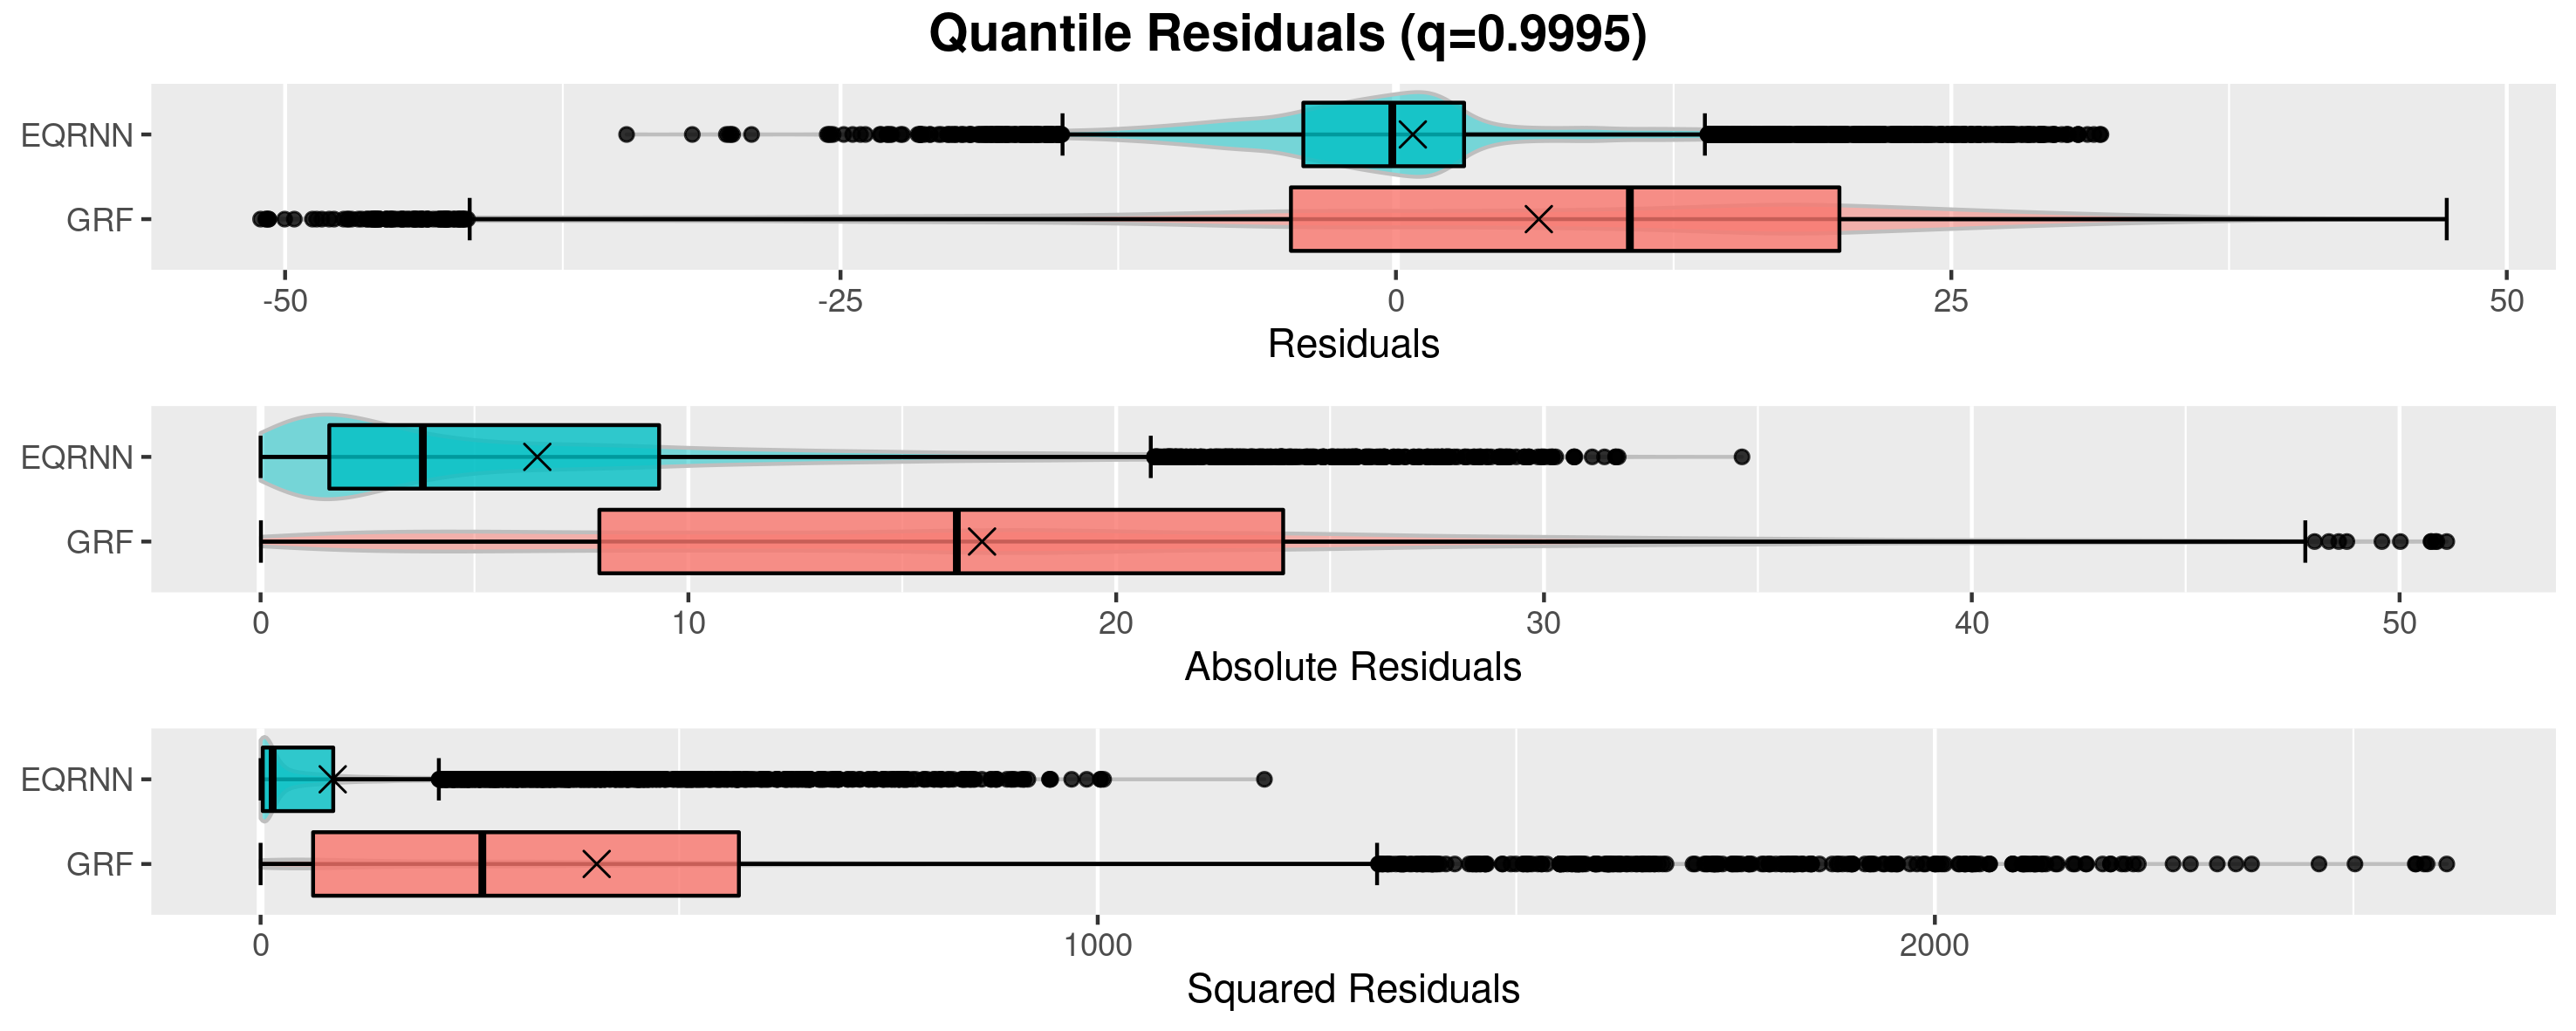 Quantile Residuals (q=0.9995)
EQRNN
GRF
-50 -25 0 25 50
Residuals
EQRNN
GRF
0 10 20 30 40 50
Absolute Residuals
EQRNN
GRF
0 1000 2000
Squared Residuals